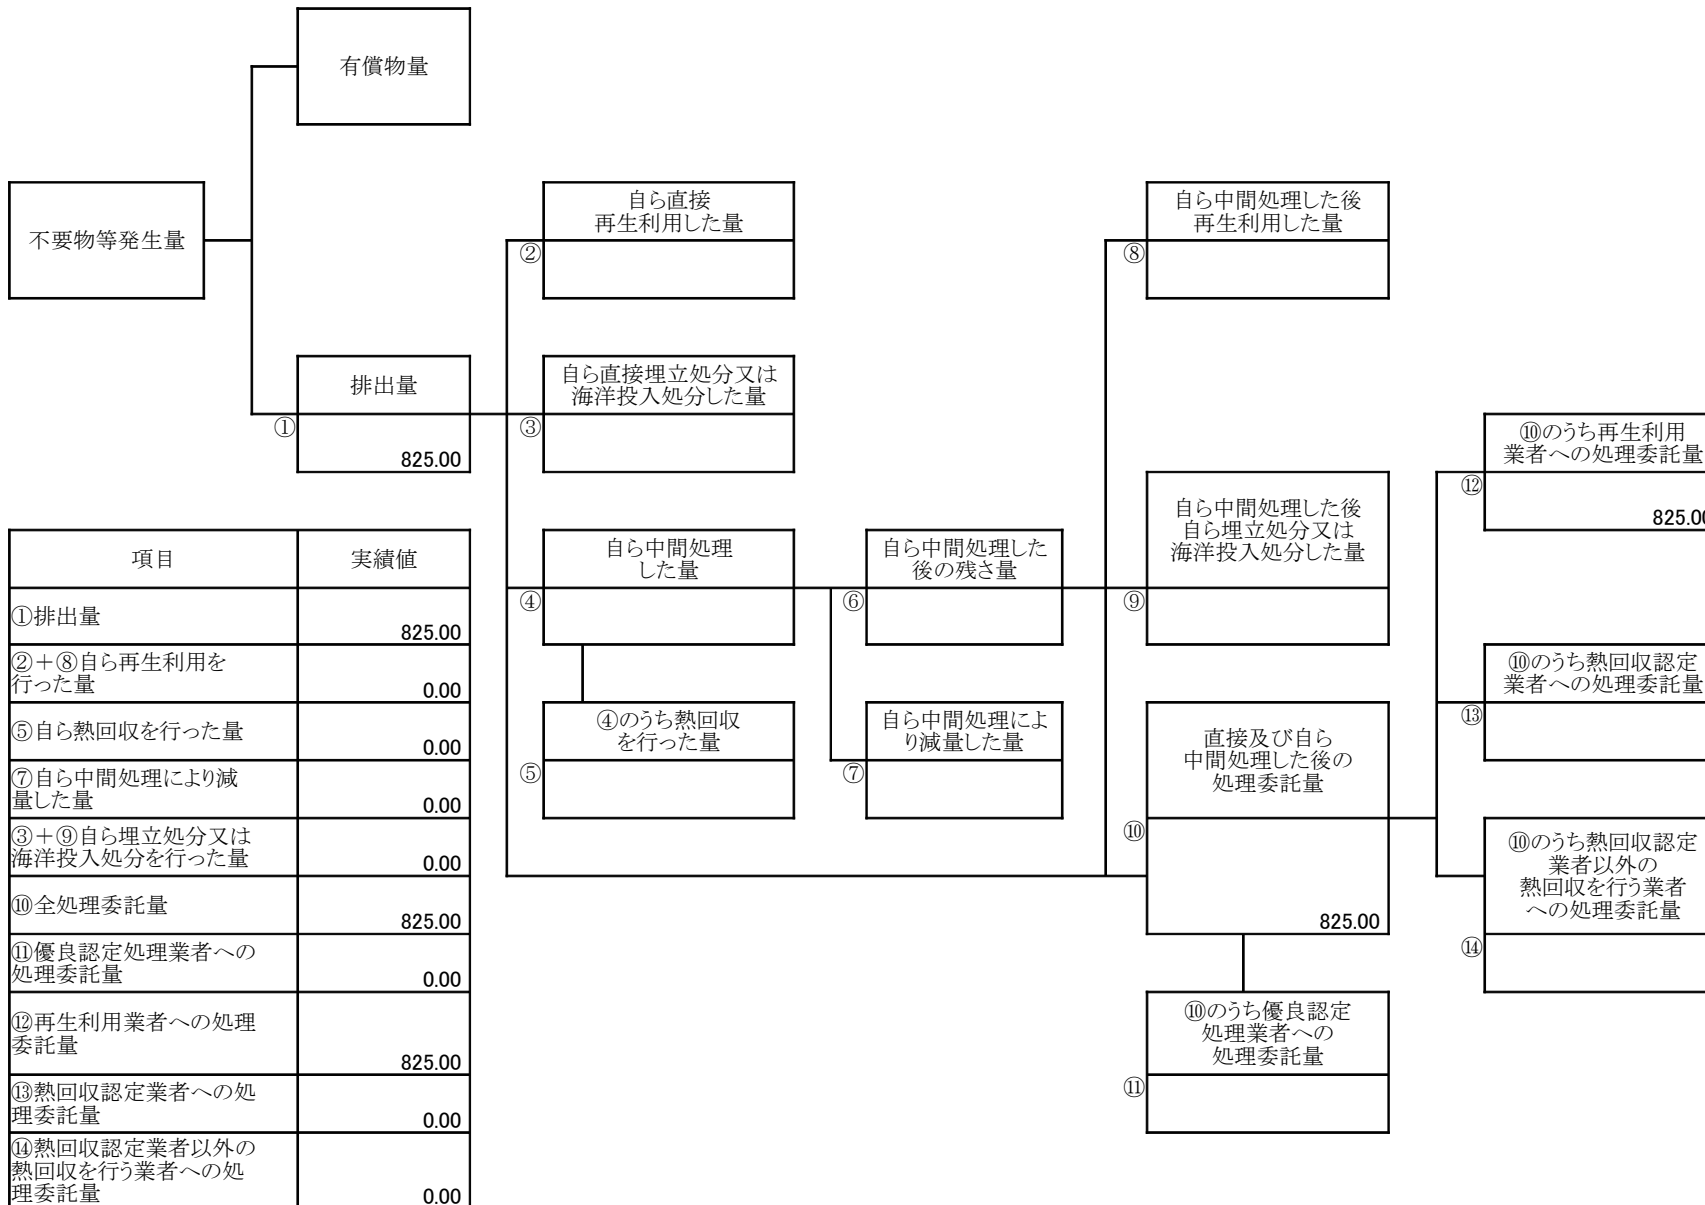 有償物量
不要物等発生量
自ら直接
再生利用した量
②
自ら中間処理した後
再生利用した量
⑧
排出量
①
825.00
自ら直接埋立処分又は
海洋投入処分した量
③
⑩のうち再生利用
業者への処理委託量
⑫
825.00
自ら中間処理した後
自ら埋立処分又は
海洋投入処分した量
⑨
自ら中間処理
した量
④
自ら中間処理した
後の残さ量
⑥
④のうち熱回収
を行った量
⑤
自ら中間処理によ
り減量した量
⑦
直接及び自ら
中間処理した後の
処理委託量
⑩
825.00
⑩のうち熱回収認定
業者への処理委託量
⑬
⑩のうち熱回収認定
業者以外の
熱回収を行う業者
への処理委託量
⑭
⑩のうち優良認定
処理業者への
処理委託量
⑪
項目 実績値
①排出量
825.00
②+⑧自ら再生利用を
行った量
0.00
⑤自ら熱回収を行った量
0.00
⑦自ら中間処理により減
量した量
0.00
③+⑨自ら埋立処分又は
海洋投入処分を行った量
0.00
⑩全処理委託量
825.00
⑪優良認定処理業者への
処理委託量
0.00
⑫再生利用業者への処理
委託量
825.00
⑬熱回収認定業者への処
理委託量
0.00
⑭熱回収認定業者以外の
熱回収を行う業者への処
理委託量
0.00